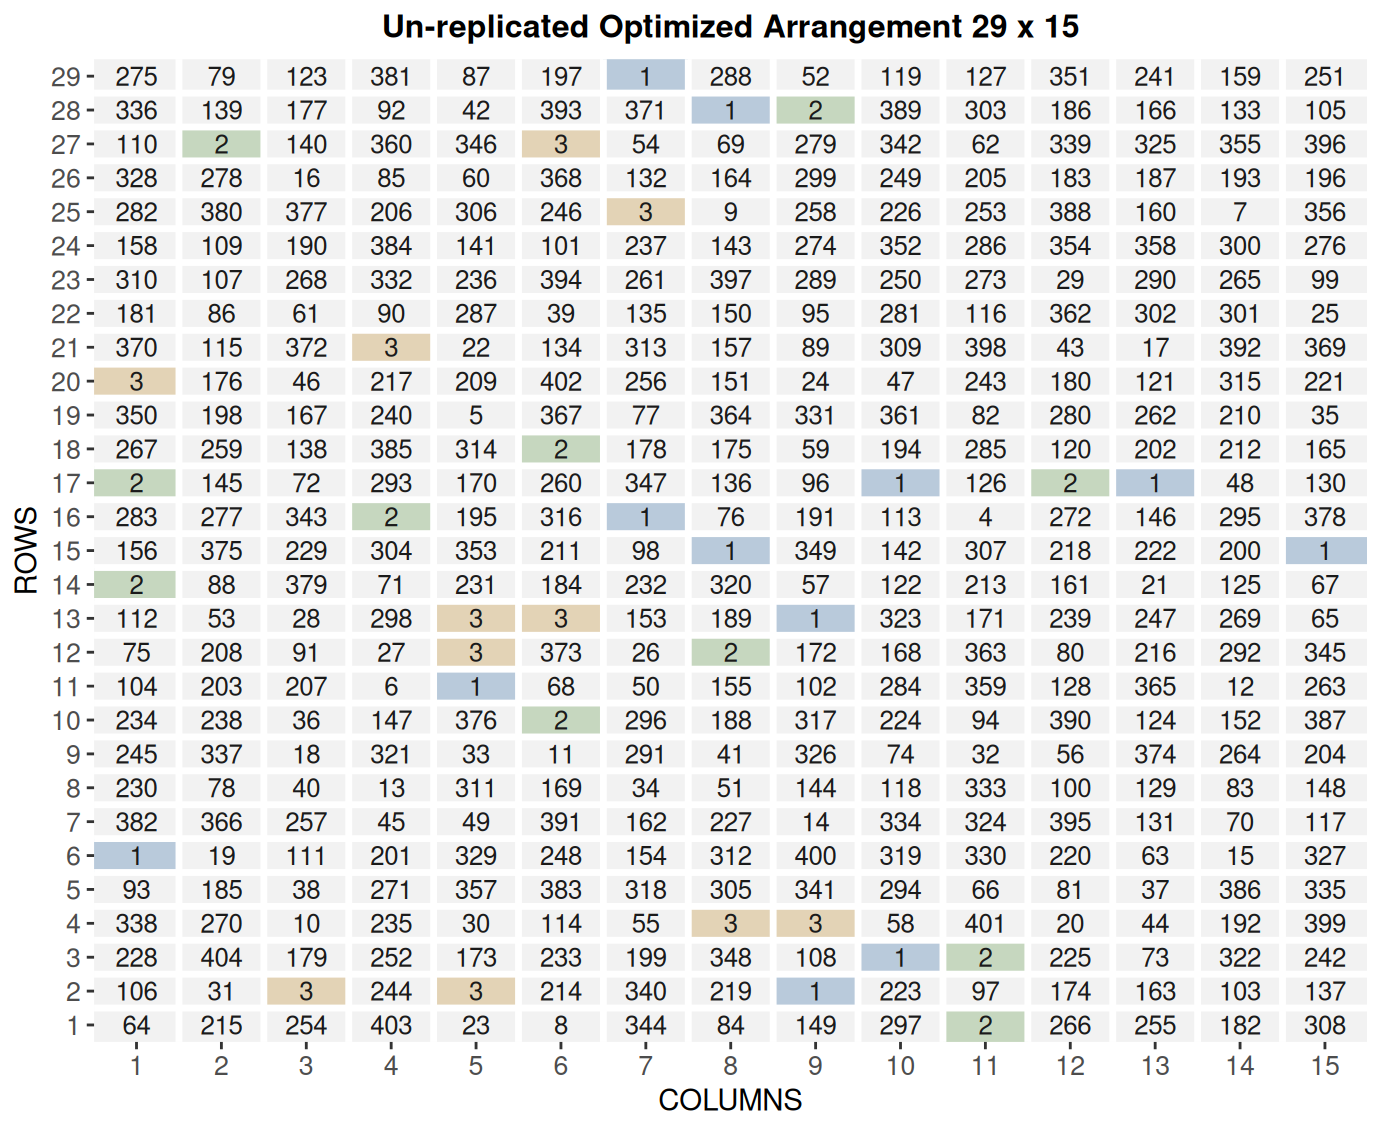 Un-replicated Optimized Arrangement 29 x 15
29 275 79 123 381 87 197 1 288 52 119 127 351 241 159 251
28 336 139 177 92 42 393 371 1 2 389 303 186 166 133 105
27 110 2 140 360 346 3 54 69 279 342 62 339 325 355 396
26 328 278 16 85 60 368 132 164 299 249 205 183 187 193 196
25 282 380 377 206 306 246 3 9 258 226 253 388 160 7 356
24 158 109 190 384 141 101 237 143 274 352 286 354 358 300 276
23 310 107 268 332 236 394 261 397 289 250 273 29 290 265 99
22 181 86 61 90 287 39 135 150 95 281 116 362 302 301 25
21 370 115 372 3 22 134 313 157 89 309 398 43 17 392 369
20 3 176 46 217 209 402 256 151 24 47 243 180 121 315 221
19 350 198 167 240 5 367 77 364 331 361 82 280 262 210 35
18 267 259 138 385 314 2 178 175 59 194 285 120 202 212 165
17 2 145 72 293 170 260 347 136 96 1 126 2 1 48 130
16 283 277 343 2 195 316 1 76 191 113 4 272 146 295 378
15 156 375 229 304 353 211 98 1 349 142 307 218 222 200 1
14 2 88 379 71 231 184 232 320 57 122 213 161 21 125 67
13 112 53 28 298 3 3 153 189 1 323 171 239 247 269 65
12 75 208 91 27 3 373 26 2 172 168 363 80 216 292 345
11 104 203 207 6 1 68 50 155 102 284 359 128 365 12 263
10 234 238 36 147 376 2 296 188 317 224 94 390 124 152 387
9 245 337 18 321 33 11 291 41 326 74 32 56 374 264 204
8 230 78 40 13 311 169 34 51 144 118 333 100 129 83 148
7 382 366 257 45 49 391 162 227 14 334 324 395 131 70 117
6 1 19 111 201 329 248 154 312 400 319 330 220 63 15 327
5 93 185 38 271 357 383 318 305 341 294 66 81 37 386 335
4 338 270 10 235 30 114 55 3 3 58 401 20 44 192 399
3 228 404 179 252 173 233 199 348 108 1 2 225 73 322 242
2 106 31 3 244 3 214 340 219 1 223 97 174 163 103 137
1 64 215 254 403 23 8 344 84 149 297 2 266 255 182 308
1 2 3 4 5 6 7 8 9 10 11 12 13 14 15
COLUMNS
ROWS